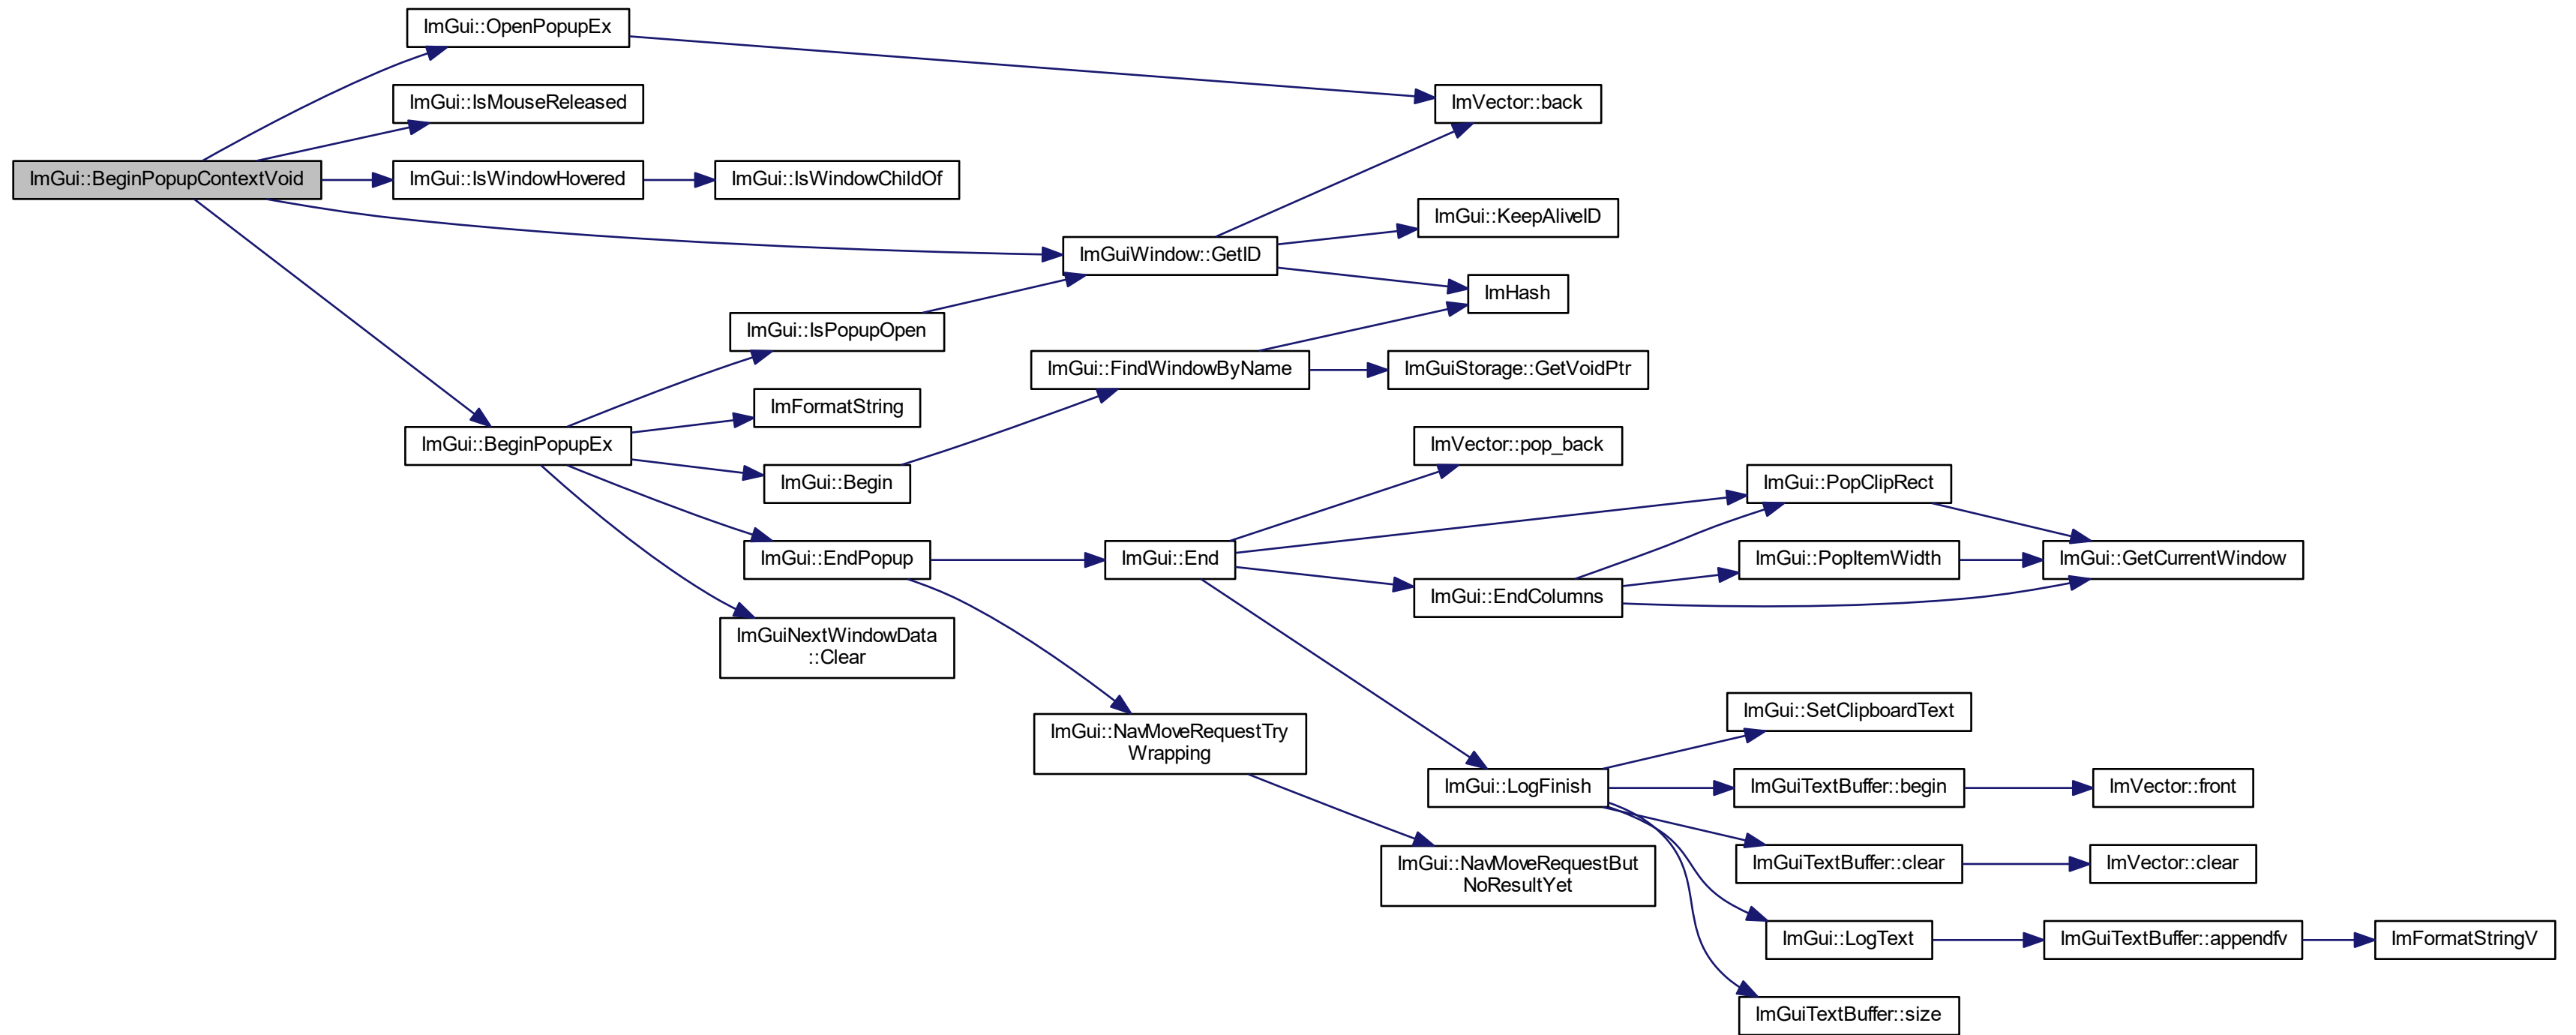 ImGui::OpenPopupEx
ImGui::IsMouseReleased
ImVector::back
ImGui::BeginPopupContextVoid
ImGui::IsWindowHovered
ImGui::IsWindowChildOf
ImGui::KeepAliveID
ImGuiWindow::GetID
ImHash
ImGui::IsPopupOpen
ImGui::FindWindowByName
ImGuiStorage::GetVoidPtr
ImFormatString
ImGui::BeginPopupEx
ImVector::pop_back
ImGui::Begin
ImGui::PopClipRect
ImGui::EndPopup
ImGui::End
ImGui::PopItemWidth
ImGui::GetCurrentWindow
ImGui::EndColumns
ImGuiNextWindowData
::Clear
ImGui::SetClipboardText
ImGui::NavMoveRequestTry
Wrapping
ImGui::LogFinish
ImGuiTextBuffer::begin
ImVector::front
ImGui::NavMoveRequestBut
NoResultYet
ImGuiTextBuffer::clear
ImVector::clear
ImGui::LogText
ImGuiTextBuffer::appendfv
ImFormatStringV
ImGuiTextBuffer::size